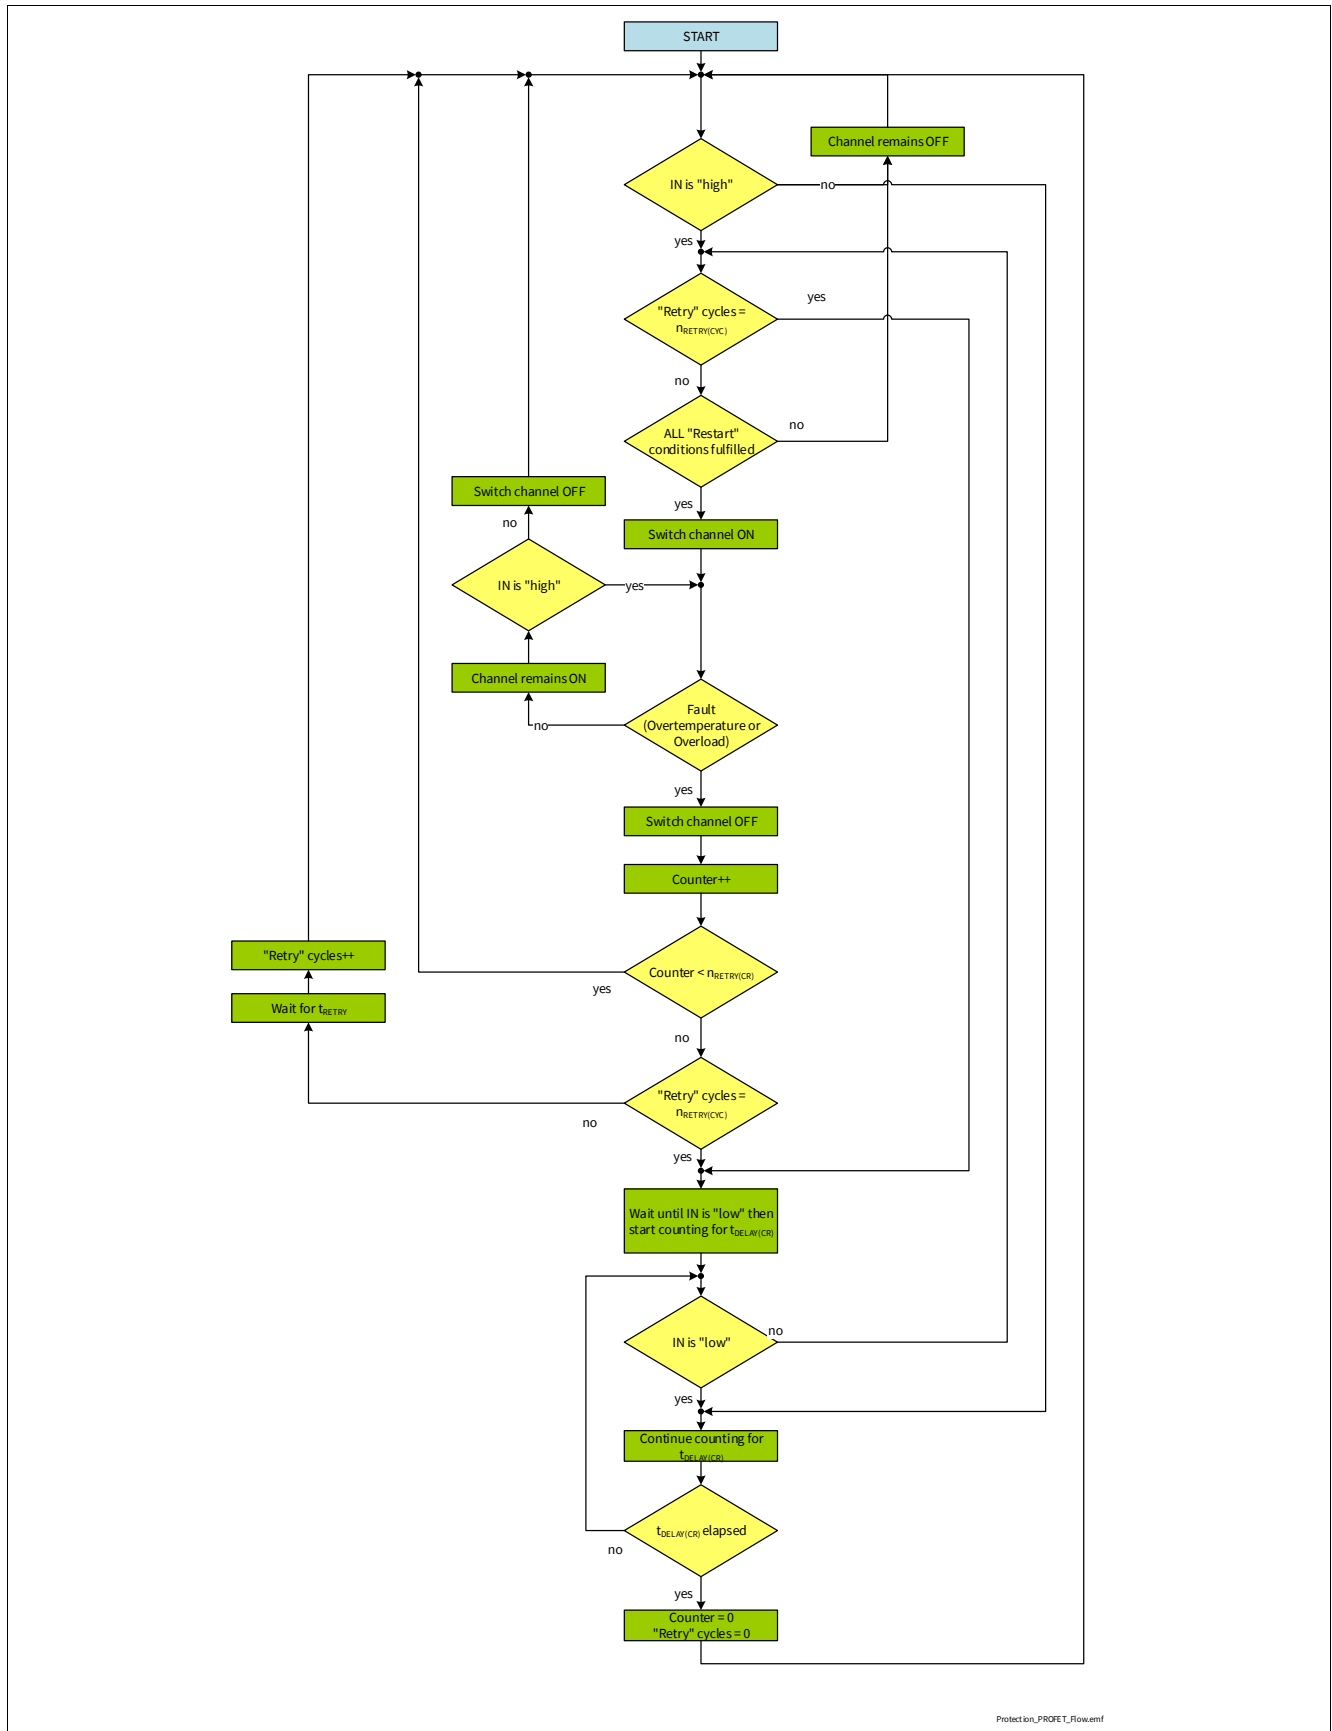 START
Channel remains OFF
IN is "high"
no
yes
"Retry" cycles =
nRETRY(CYC)
yes
no
ALL "Restart"
conditions fulfilled
no
yes
Switch channel OFF
no
Switch channel ON
IN is "high"
yes
Channel remains ON
Fault
(Overtemperature or
Overload)
no
yes
Switch channel OFF
Counter++
"Retry" cycles++
Counter < nRETRY(CR)
yes
Wait for tRETRY
no
"Retry" cycles =
nRETRY(CYC)
no
yes
Wait until IN is "low" then
start counting for tDELAY(CR)
IN is "low"
no
yes
Continue counting for
tDELAY(CR)
tDELAY(CR) elapsed
no
yes
Counter = 0
"Retry" cycles = 0
Protection_PROFET_Flow.emf